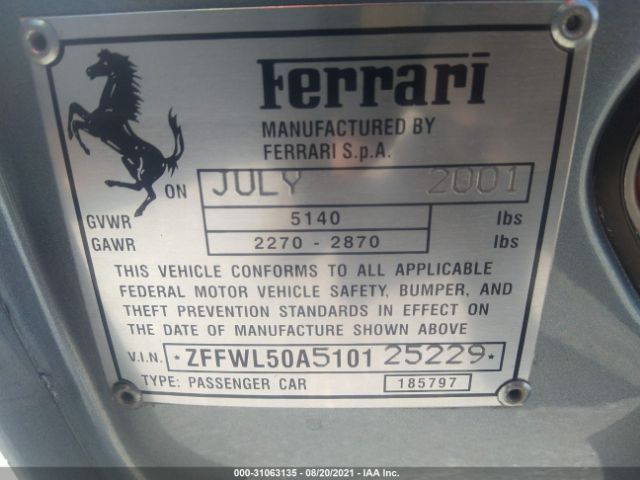 Ferrari
MANUFACTURED BY
FERRARI S.p.A.
ON JULY 2001
GVWR 5140 lbs
GAWR 2270 - 2870 lbs
THIS VEHICLE CONFORMS TO ALL APPLICABLE
FEDERAL MOTOR VEHICLE SAFETY, BUMPER, AND
THEFT PREVENTION STANDARDS IN EFFECT ON
THE DATE OF MANUFACTURE SHOWN ABOVE
V.I.N. * ZFFWL50A5101 25229 *
TYPE: PASSENGER CAR 185797
000-31063135 - 08/20/2021 - IAA Inc.